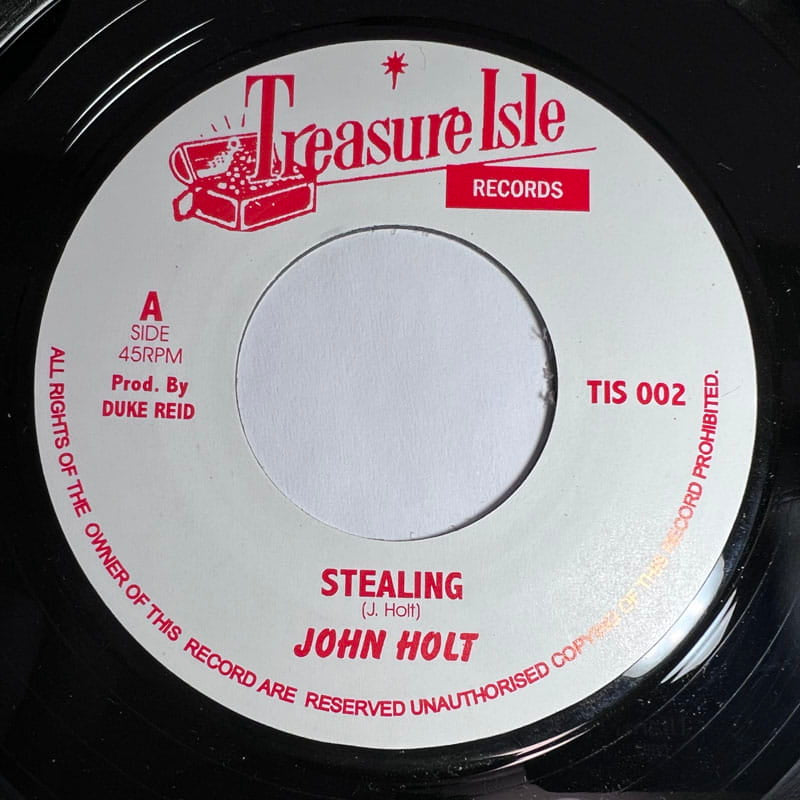 Treasure Isle
RECORDS
A
SIDE
45RPM
Prod. By
DUKE REID
TIS 002
STEALING
(J. Holt)
JOHN HOLT
ALL RIGHTS OF THE OWNER OF THIS RECORD ARE RESERVED UNAUTHORISED COPYING OF THIS RECORD PROHIBITED.